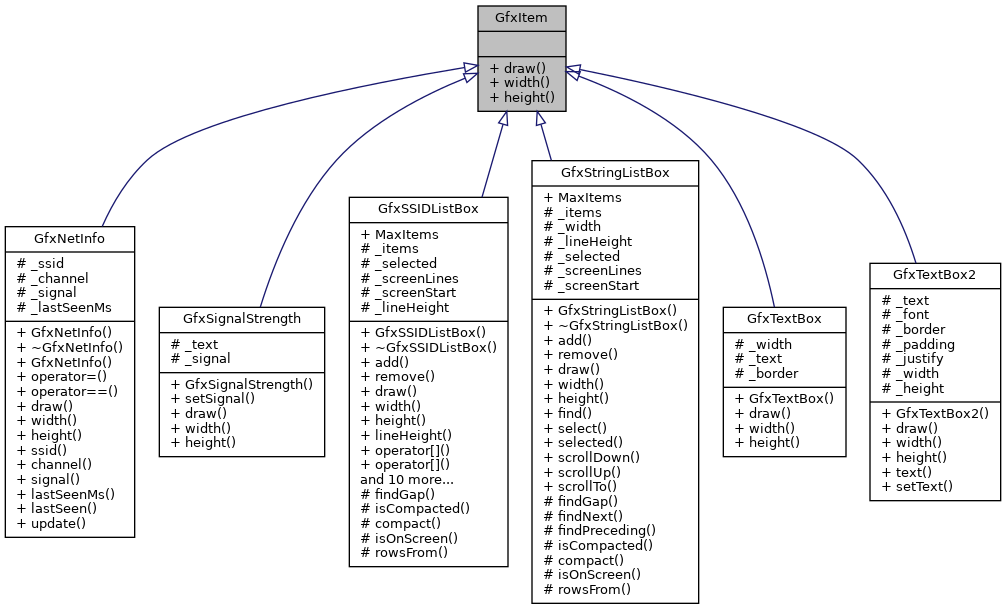 GfxItem
+ draw()
+ width()
+ height()
GfxNetInfo
# _ssid
# _channel
# _signal
# _lastSeenMs
+ GfxNetInfo()
+ ~GfxNetInfo()
+ GfxNetInfo()
+ operator=()
+ operator==()
+ draw()
+ width()
+ height()
+ ssid()
+ channel()
+ signal()
+ lastSeenMs()
+ lastSeen()
+ update()
GfxSignalStrength
# _text
# _signal
+ GfxSignalStrength()
+ setSignal()
+ draw()
+ width()
+ height()
GfxSSIDListBox
+ MaxItems
# _items
# _selected
# _screenLines
# _screenStart
# _lineHeight
+ GfxSSIDListBox()
+ ~GfxSSIDListBox()
+ add()
+ remove()
+ draw()
+ width()
+ height()
+ lineHeight()
+ operator[]()
+ operator[]()
and 10 more...
# findGap()
# isCompacted()
# compact()
# isOnScreen()
# rowsFrom()
GfxStringListBox
+ MaxItems
# _items
# _width
# _lineHeight
# _selected
# _screenLines
# _screenStart
+ GfxStringListBox()
+ ~GfxStringListBox()
+ add()
+ remove()
+ draw()
+ width()
+ height()
+ find()
+ select()
+ selected()
+ scrollDown()
+ scrollUp()
+ scrollTo()
# findGap()
# findNext()
# findPreceding()
# isCompacted()
# compact()
# isOnScreen()
# rowsFrom()
GfxTextBox
# _width
# _text
# _border
+ GfxTextBox()
+ draw()
+ width()
+ height()
GfxTextBox2
# _text
# _font
# _border
# _padding
# _justify
# _width
# _height
+ GfxTextBox2()
+ draw()
+ width()
+ height()
+ text()
+ setText()